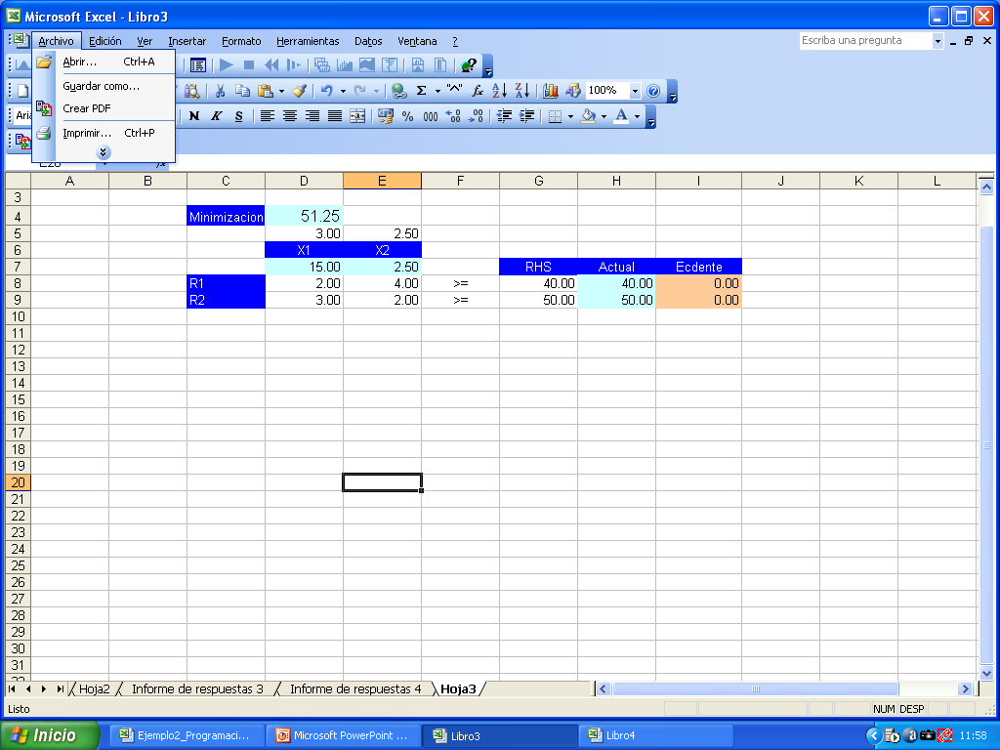 Microsoft Excel - Libro3
Archivo Edición Ver Insertar Formato Herramientas Datos Ventana ? Escriba una pregunta
Abrir... Ctrl+A
Guardar como...
Crear PDF
Imprimir... Ctrl+P
100%
N K S % 000
A B C D E F G H I J K L
3
4 Minimizacion 51.25
5 3.00 2.50
6 X1 X2
7 15.00 2.50 RHS Actual Ecdente
8 R1 2.00 4.00 >= 40.00 40.00 0.00
9 R2 3.00 2.00 >= 50.00 50.00 0.00
10
11
12
13
14
15
16
17
18
19
20
21
22
23
24
25
26
27
28
29
30
31
Hoja2 Informe de respuestas 3 Informe de respuestas 4 Hoja3
Listo NUM DESP
Inicio Ejemplo2_Programaci... Microsoft PowerPoint ... Libro3 Libro4 11:58